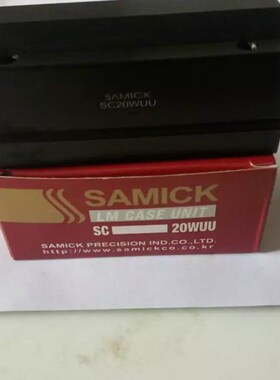 SAMICK
SC20WUU
SAMICK
LM CASE UNIT
SC 20WUU
SAMICK PRECISION IND.CO.,LTD.
http://www.samickco.co.kr